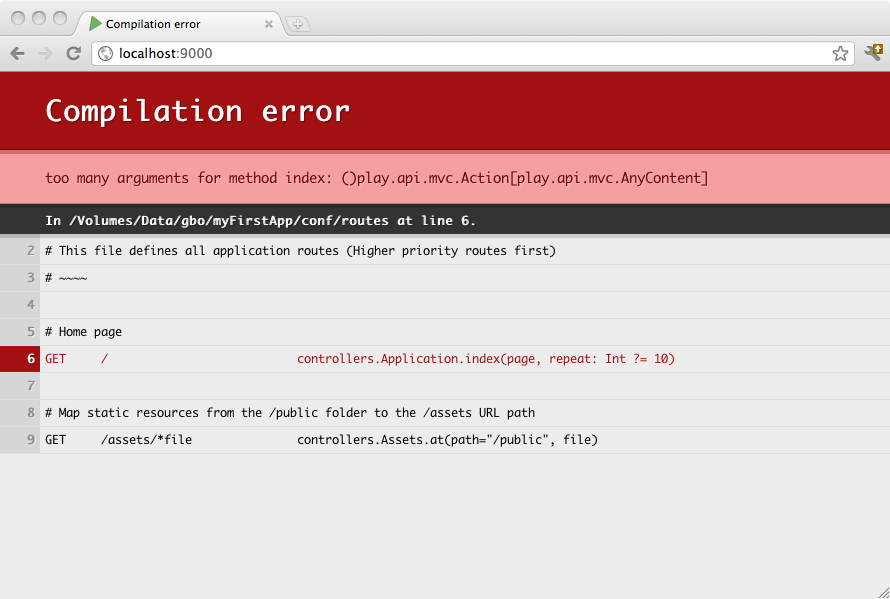 Compilation error
localhost:9000
Compilation error
too many arguments for method index: ()play.api.mvc.Action[play.api.mvc.AnyContent]
In /Volumes/Data/gbo/myFirstApp/conf/routes at line 6.
2 # This file defines all application routes (Higher priority routes first)
3 # ~~~~
4
5 # Home page
6 GET / controllers.Application.index(page, repeat: Int ?= 10)
7
8 # Map static resources from the /public folder to the /assets URL path
9 GET /assets/*file controllers.Assets.at(path="/public", file)